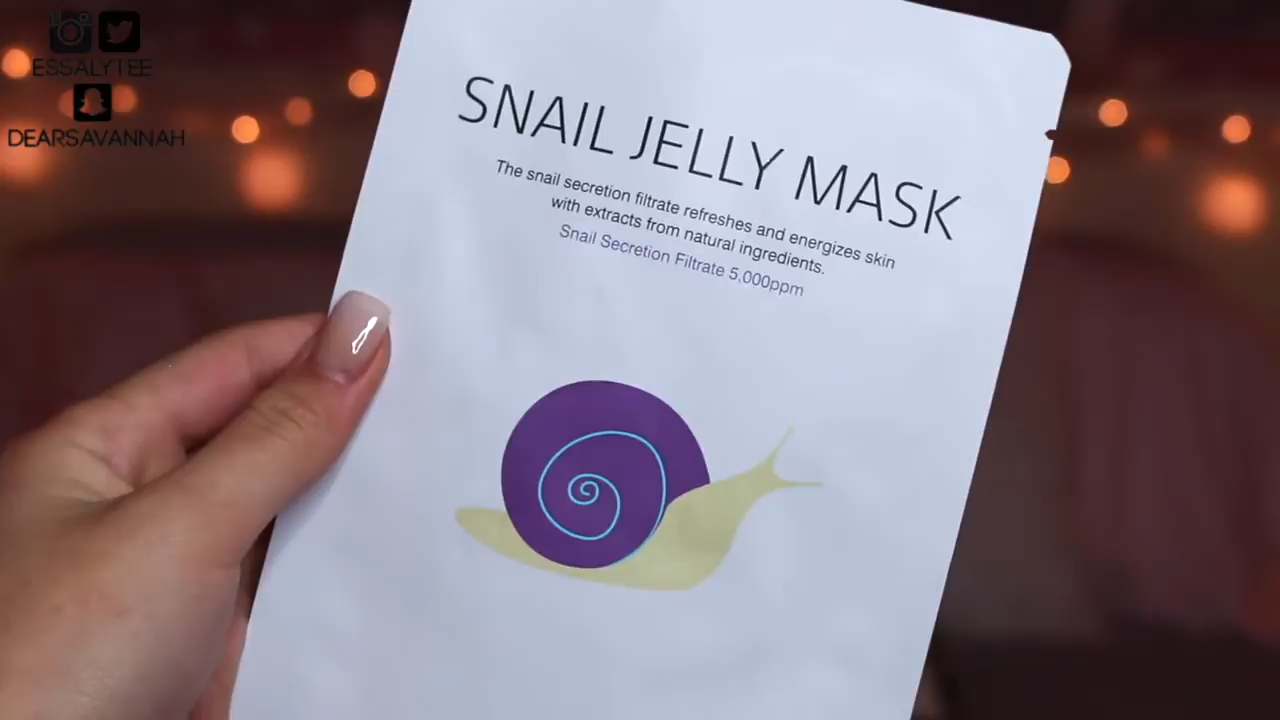 ESSALYTEE
DEARSAVANNAH
SNAIL JELLY MASK
The snail secretion filtrate refreshes and energizes skin
with extracts from natural ingredients.
Snail Secretion Filtrate 5,000ppm